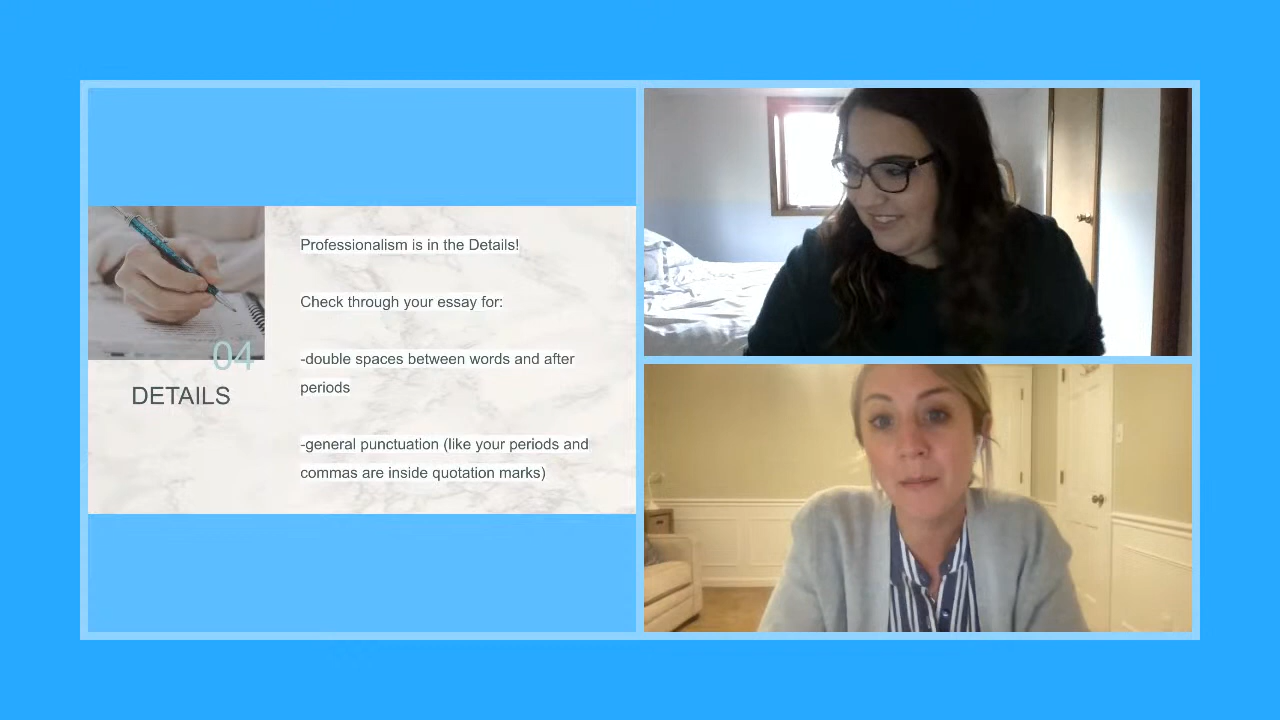 04
DETAILS
Professionalism is in the Details!
Check through your essay for:
-double spaces between words and after
periods
-general punctuation (like your periods and
commas are inside quotation marks)